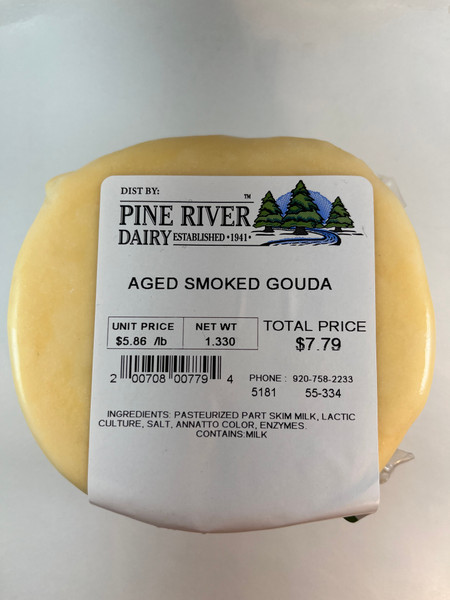 DIST BY:
PINE RIVER ™
DAIRY ESTABLISHED •1941•
AGED SMOKED GOUDA
UNIT PRICE NET WT TOTAL PRICE
$5.86 /lb 1.330 $7.79
2 00708 00779 4
PHONE : 920-758-2233
5181 55-334
INGREDIENTS: PASTEURIZED PART SKIM MILK, LACTIC
CULTURE, SALT, ANNATTO COLOR, ENZYMES.
CONTAINS:MILK